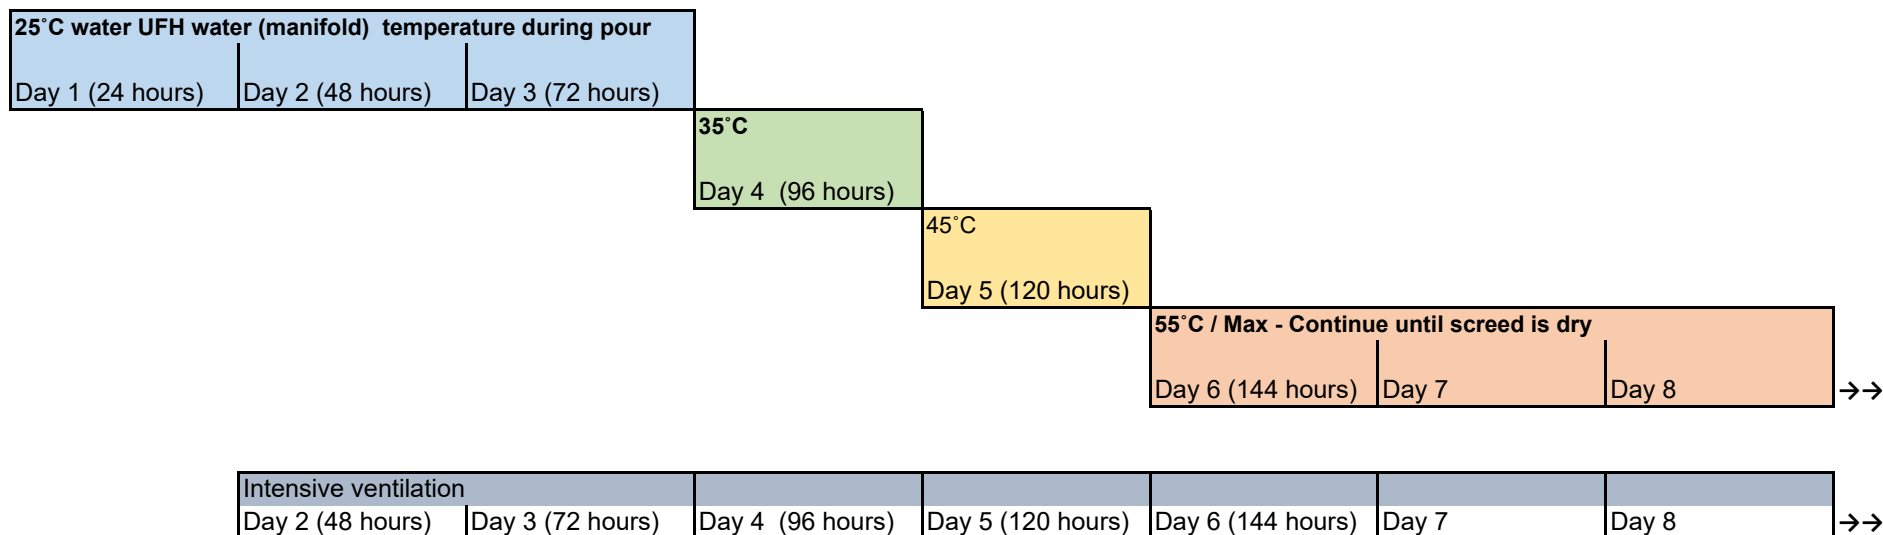 25˚C water UFH water (manifold)  temperature during pour
Day 1 (24 hours) Day 2 (48 hours) Day 3 (72 hours)
35˚C
Day 4  (96 hours)
45˚C
Day 5 (120 hours)
55˚C / Max - Continue until screed is dry
Day 6 (144 hours) Day 7 Day 8 →→
Intensive ventilation
Day 2 (48 hours) Day 3 (72 hours) Day 4  (96 hours) Day 5 (120 hours) Day 6 (144 hours) Day 7 Day 8 →→